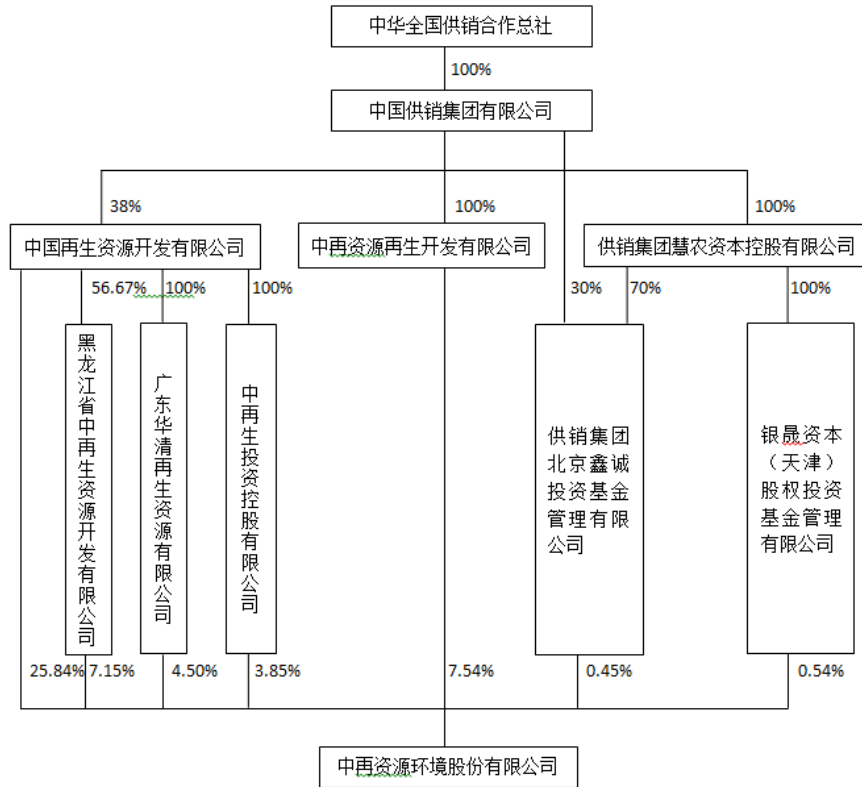 中华全国供销合作总社
100%
中国供销集团有限公司
38%
100%
100%
中国再生资源开发有限公司
中再资源再生开发有限公司
供销集团慧农资本控股有限公司
56.67%
100%
100%
30%
70%
100%
黑龙江省中再生资源开发有限公司
广东华清再生资源有限公司
中再生投资控股有限公司
供销集团
北京鑫诚
投资基金
管理有限
公司
银晟资本
（天津）
股权投资
基金管理
有限公司
25.84%
7.15%
4.50%
3.85%
7.54%
0.45%
0.54%
中再资源环境股份有限公司